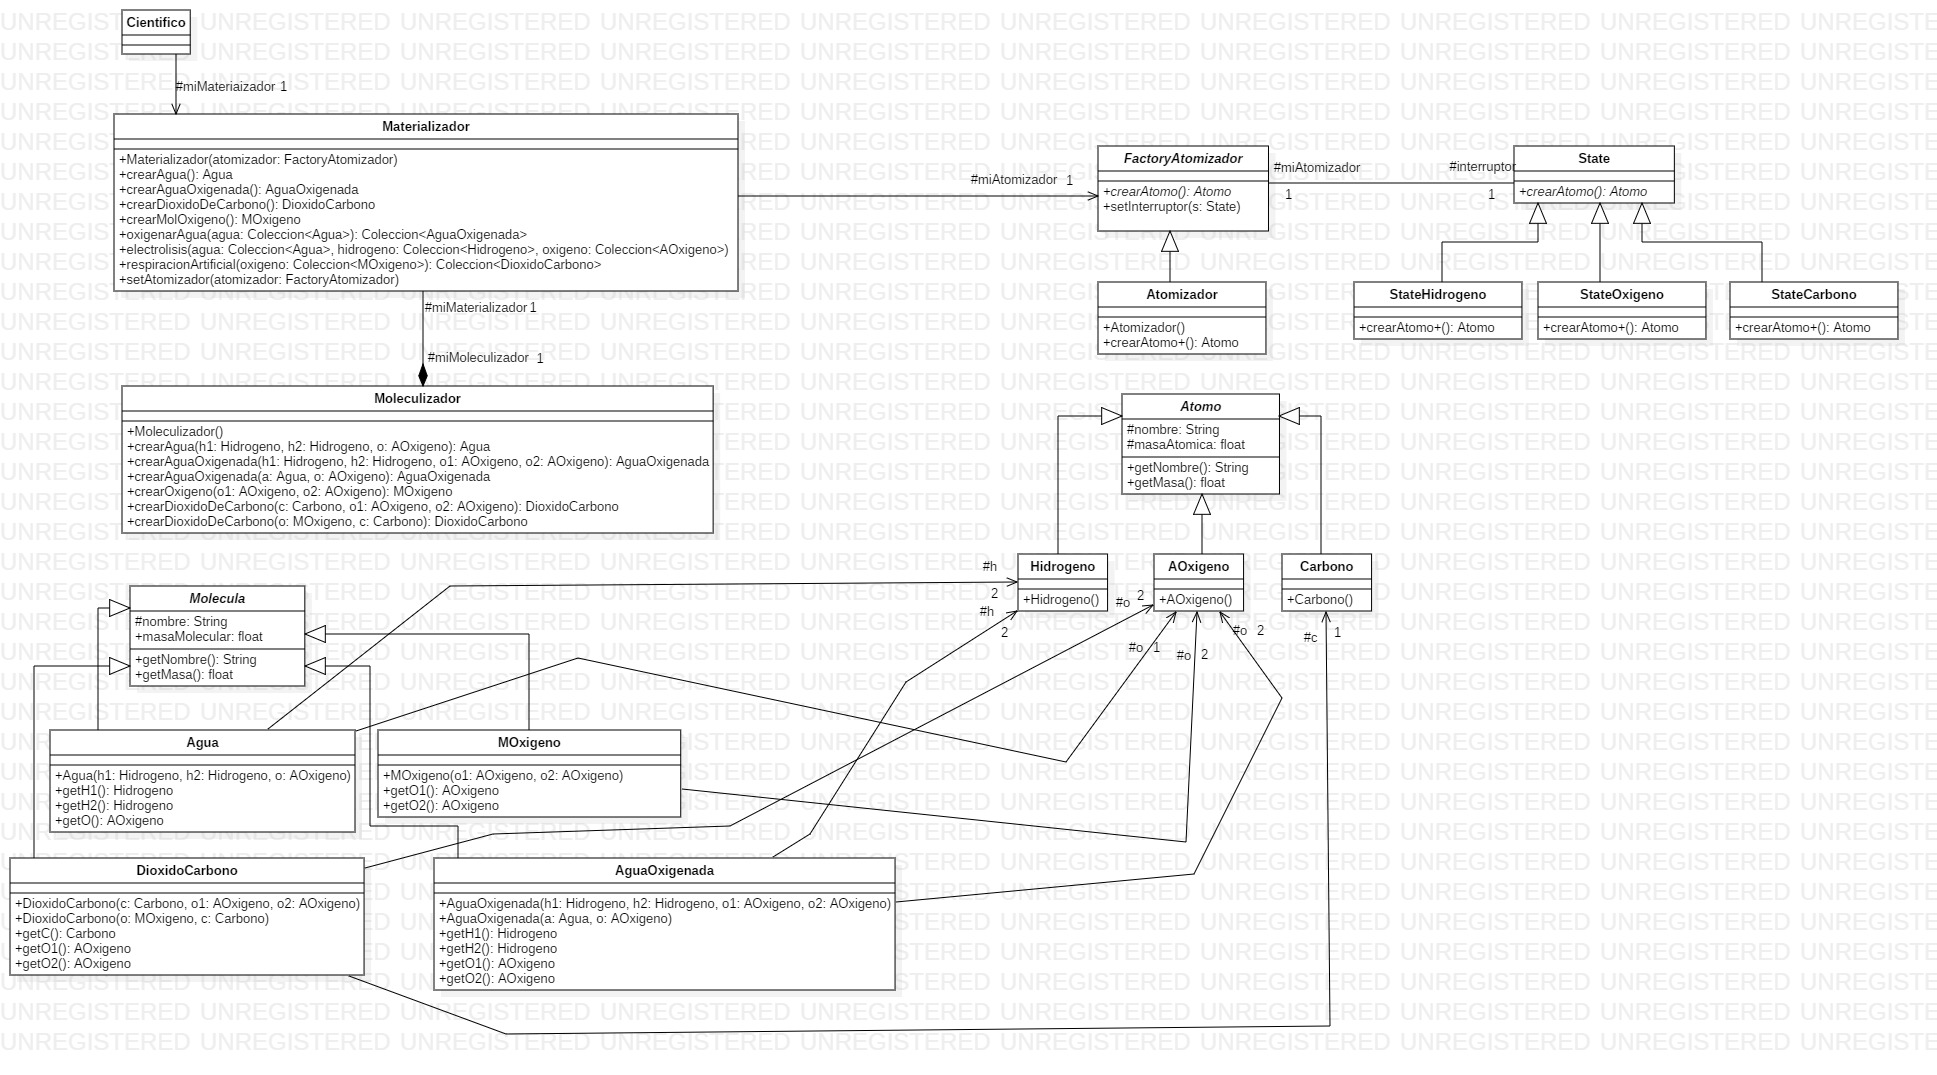 Cientifico
#miMateriaizador 1
Materializador
+Materializador(atomizador: FactoryAtomizador)
+crearAgua(): Agua
+crearAguaOxigenada(): AguaOxigenada
+crearDioxidoDeCarbono(): DioxidoCarbono
+crearMolOxigeno(): MOxigeno
+oxigenarAgua(agua: Coleccion<Agua>): Coleccion<AguaOxigenada>
+electrolisis(agua: Coleccion<Agua>, hidrogeno: Coleccion<Hidrogeno>, oxigeno: Coleccion<AOxigeno>)
+respiracionArtificial(oxigeno: Coleccion<MOxigeno>): Coleccion<DioxidoCarbono>
+setAtomizador(atomizador: FactoryAtomizador)
#miAtomizador 1
FactoryAtomizador
+crearAtomo(): Atomo
+setInterruptor(s: State)
#miAtomizador
1
#interruptor
1
State
+crearAtomo(): Atomo
Atomizador
+Atomizador()
+crearAtomo+(): Atomo
StateHidrogeno
+crearAtomo+(): Atomo
StateOxigeno
+crearAtomo+(): Atomo
StateCarbono
+crearAtomo+(): Atomo
#miMaterializador 1
#miMoleculizador 1
Moleculizador
+Moleculizador()
+crearAgua(h1: Hidrogeno, h2: Hidrogeno, o: AOxigeno): Agua
+crearAguaOxigenada(h1: Hidrogeno, h2: Hidrogeno, o1: AOxigeno, o2: AOxigeno): AguaOxigenada
+crearAguaOxigenada(a: Agua, o: AOxigeno): AguaOxigenada
+crearOxigeno(o1: AOxigeno, o2: AOxigeno): MOxigeno
+crearDioxidoDeCarbono(c: Carbono, o1: AOxigeno, o2: AOxigeno): DioxidoCarbono
+crearDioxidoDeCarbono(o: MOxigeno, c: Carbono): DioxidoCarbono
Atomo
#nombre: String
#masaAtomica: float
+getNombre(): String
+getMasa(): float
Hidrogeno
+Hidrogeno()
AOxigeno
+AOxigeno()
Carbono
+Carbono()
#h
2
#h
2
#o 2
#o 1
#o 2
#o 2
#c 1
Molecula
#nombre: String
+masaMolecular: float
+getNombre(): String
+getMasa(): float
Agua
+Agua(h1: Hidrogeno, h2: Hidrogeno, o: AOxigeno)
+getH1(): Hidrogeno
+getH2(): Hidrogeno
+getO(): AOxigeno
MOxigeno
+MOxigeno(o1: AOxigeno, o2: AOxigeno)
+getO1(): AOxigeno
+getO2(): AOxigeno
DioxidoCarbono
+DioxidoCarbono(c: Carbono, o1: AOxigeno, o2: AOxigeno)
+DioxidoCarbono(o: MOxigeno, c: Carbono)
+getC(): Carbono
+getO1(): AOxigeno
+getO2(): AOxigeno
AguaOxigenada
+AguaOxigenada(h1: Hidrogeno, h2: Hidrogeno, o1: AOxigeno, o2: AOxigeno)
+AguaOxigenada(a: Agua, o: AOxigeno)
+getH1(): Hidrogeno
+getH2(): Hidrogeno
+getO1(): AOxigeno
+getO2(): AOxigeno
UNREGISTERED